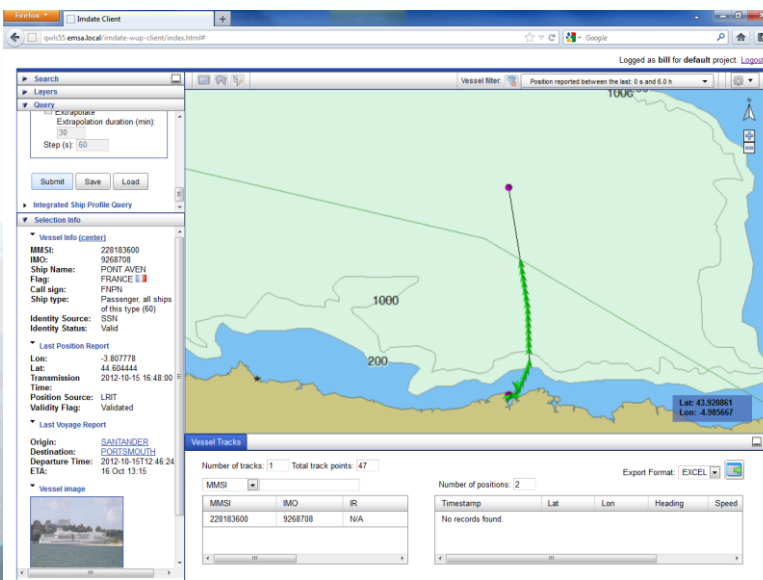 Firefox
Imdate Client
qwls55.emsa.local/imdate-wup-client/index.html#
Google
Logged as bill for default project. Logout
Search
Layers
Query
Vessel filter:
Position reported between the last: 0 s and 6.0 h
Extrapolate
Extrapolation duration (min):
30
Step (s): 60
Submit Save Load
Integrated Ship Profile Query
Selection Info
Vessel Info (center)
MMSI: 228183600
IMO: 9268708
Ship Name: PONT AVEN
Flag: FRANCE
Call sign: FNPN
Ship type: Passenger, all ships
of this type (60)
Identity Source: SSN
Identity Status: Valid
Last Position Report
Lon: -3.807778
Lat: 44.604444
Transmission 2012-10-15 16:48:00
Time:
Position Source: LRIT
Validity Flag: Validated
Last Voyage Report
Origin: SANTANDER
Destination: PORTSMOUTH
Departure Time: 2012-10-15T12:46:24
ETA: 16 Oct 13:15
Vessel image
1000
N
1000
200
Lat: 43.920861
Lon: -4.985667
Vessel Tracks
Number of tracks: 1 Total track points: 47
Export Format: EXCEL
MMSI
Number of positions: 2
MMSI IMO IR
228183600 9268708 N/A
Timestamp Lat Lon Heading Speed
No records found.